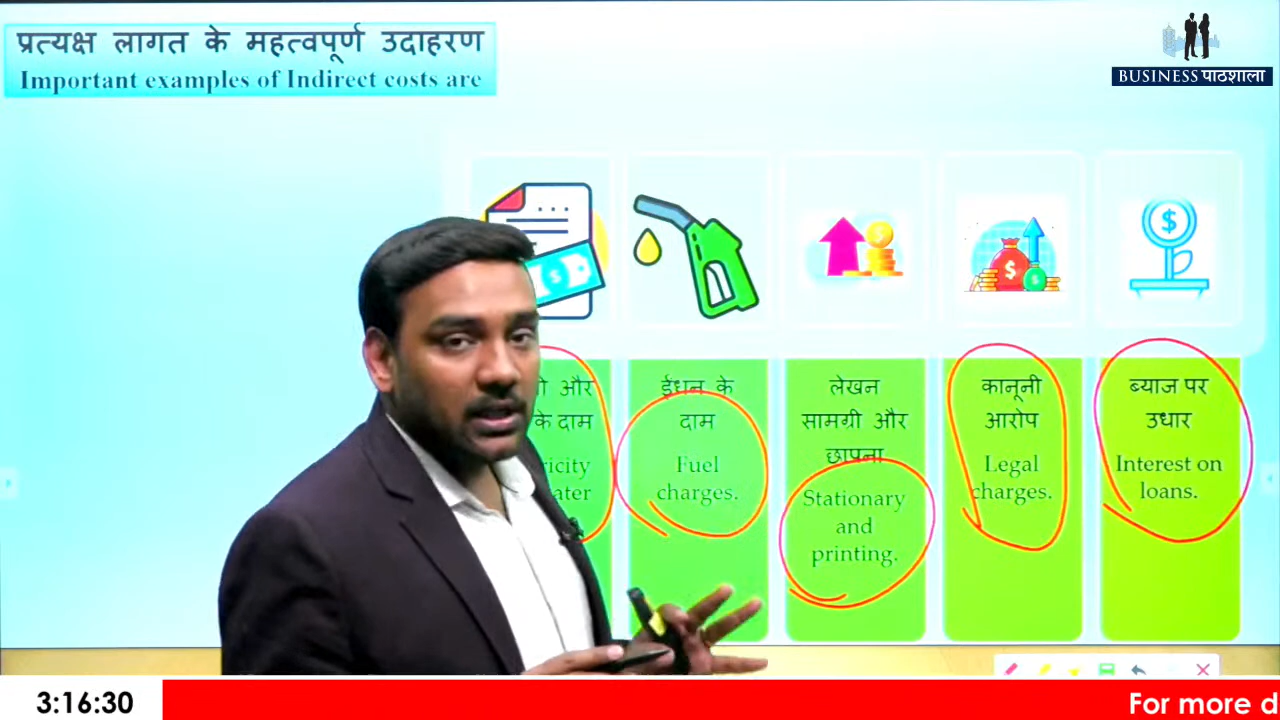 प्रत्यक्ष लागत के महत्वपूर्ण उदाहरण
Important examples of Indirect costs are
BUSINESS पाठशाला
और
के दाम
ईंधन के
दाम
Fuel
charges.
लेखन
सामग्री और
छापना
Stationary
and
printing.
कानूनी
आरोप
Legal
charges.
ब्याज पर
उधार
Interest on
loans.
3:16:30
For more